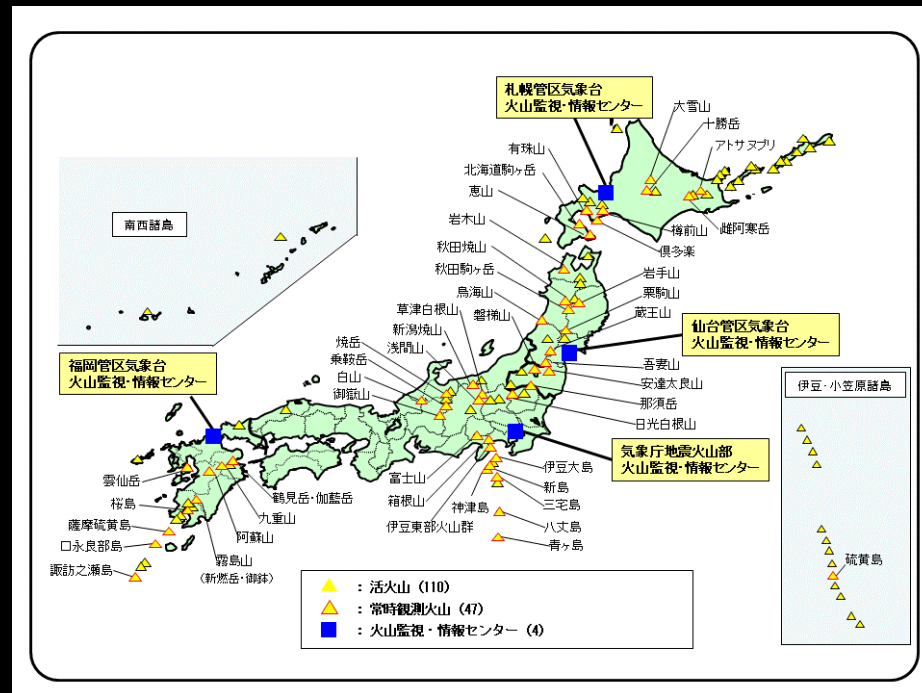 札幌管区気象台
火山監視・情報センター
大雪山
十勝岳
アトサヌプリ
有珠山
北海道駒ヶ岳
恵山
岩木山
秋田焼山
秋田駒ヶ岳
鳥海山
磐梯山
草津白根山
新潟焼山
浅間山
焼岳
乗鞍岳
白山
御嶽山
雌阿寒岳
樽前山
倶多楽
岩手山
栗駒山
蔵王山
仙台管区気象台
火山監視・情報センター
吾妻山
安達太良山
那須岳
日光白根山
気象庁地震火山部
火山監視・情報センター
南西諸島
福岡管区気象台
火山監視・情報センター
雲仙岳
桜島
薩摩硫黄島
口永良部島
諏訪之瀬島
鶴見岳・伽藍岳
九重山
阿蘇山
霧島山
(新燃岳・御鉢)
富士山
箱根山
伊豆東部火山群
伊豆大島
新島
神津島
三宅島
八丈島
青ヶ島
伊豆・小笠原諸島
硫黄島
: 活火山 (110)
: 常時観測火山 (47)
: 火山監視・情報センター (4)